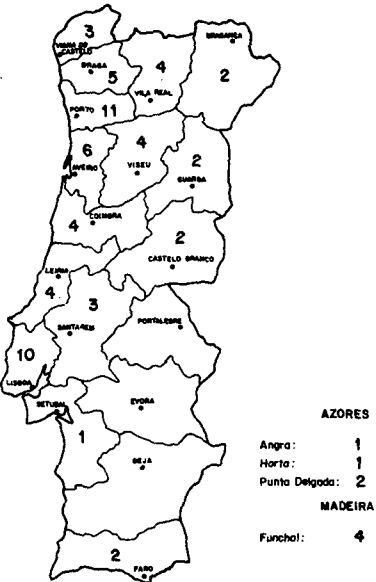 3
VIANA DO
CASTELO
BRAGANÇA
BRAGA
5
4
VILA REAL
2
PORTO 11
6
AVEIRO
4
VISEU
2
GUARDA
COIMBRA
4
2
CASTELO BRANCO
LEIRIA
4
3
SANTAREM
PORTALEGRE
10
LISBOA
SETUBAL
EVORA
1
BEJA
2
FARO
AZORES
Angra: 1
Horta: 1
Punta Delgada: 2
MADEIRA
Funchal: 4